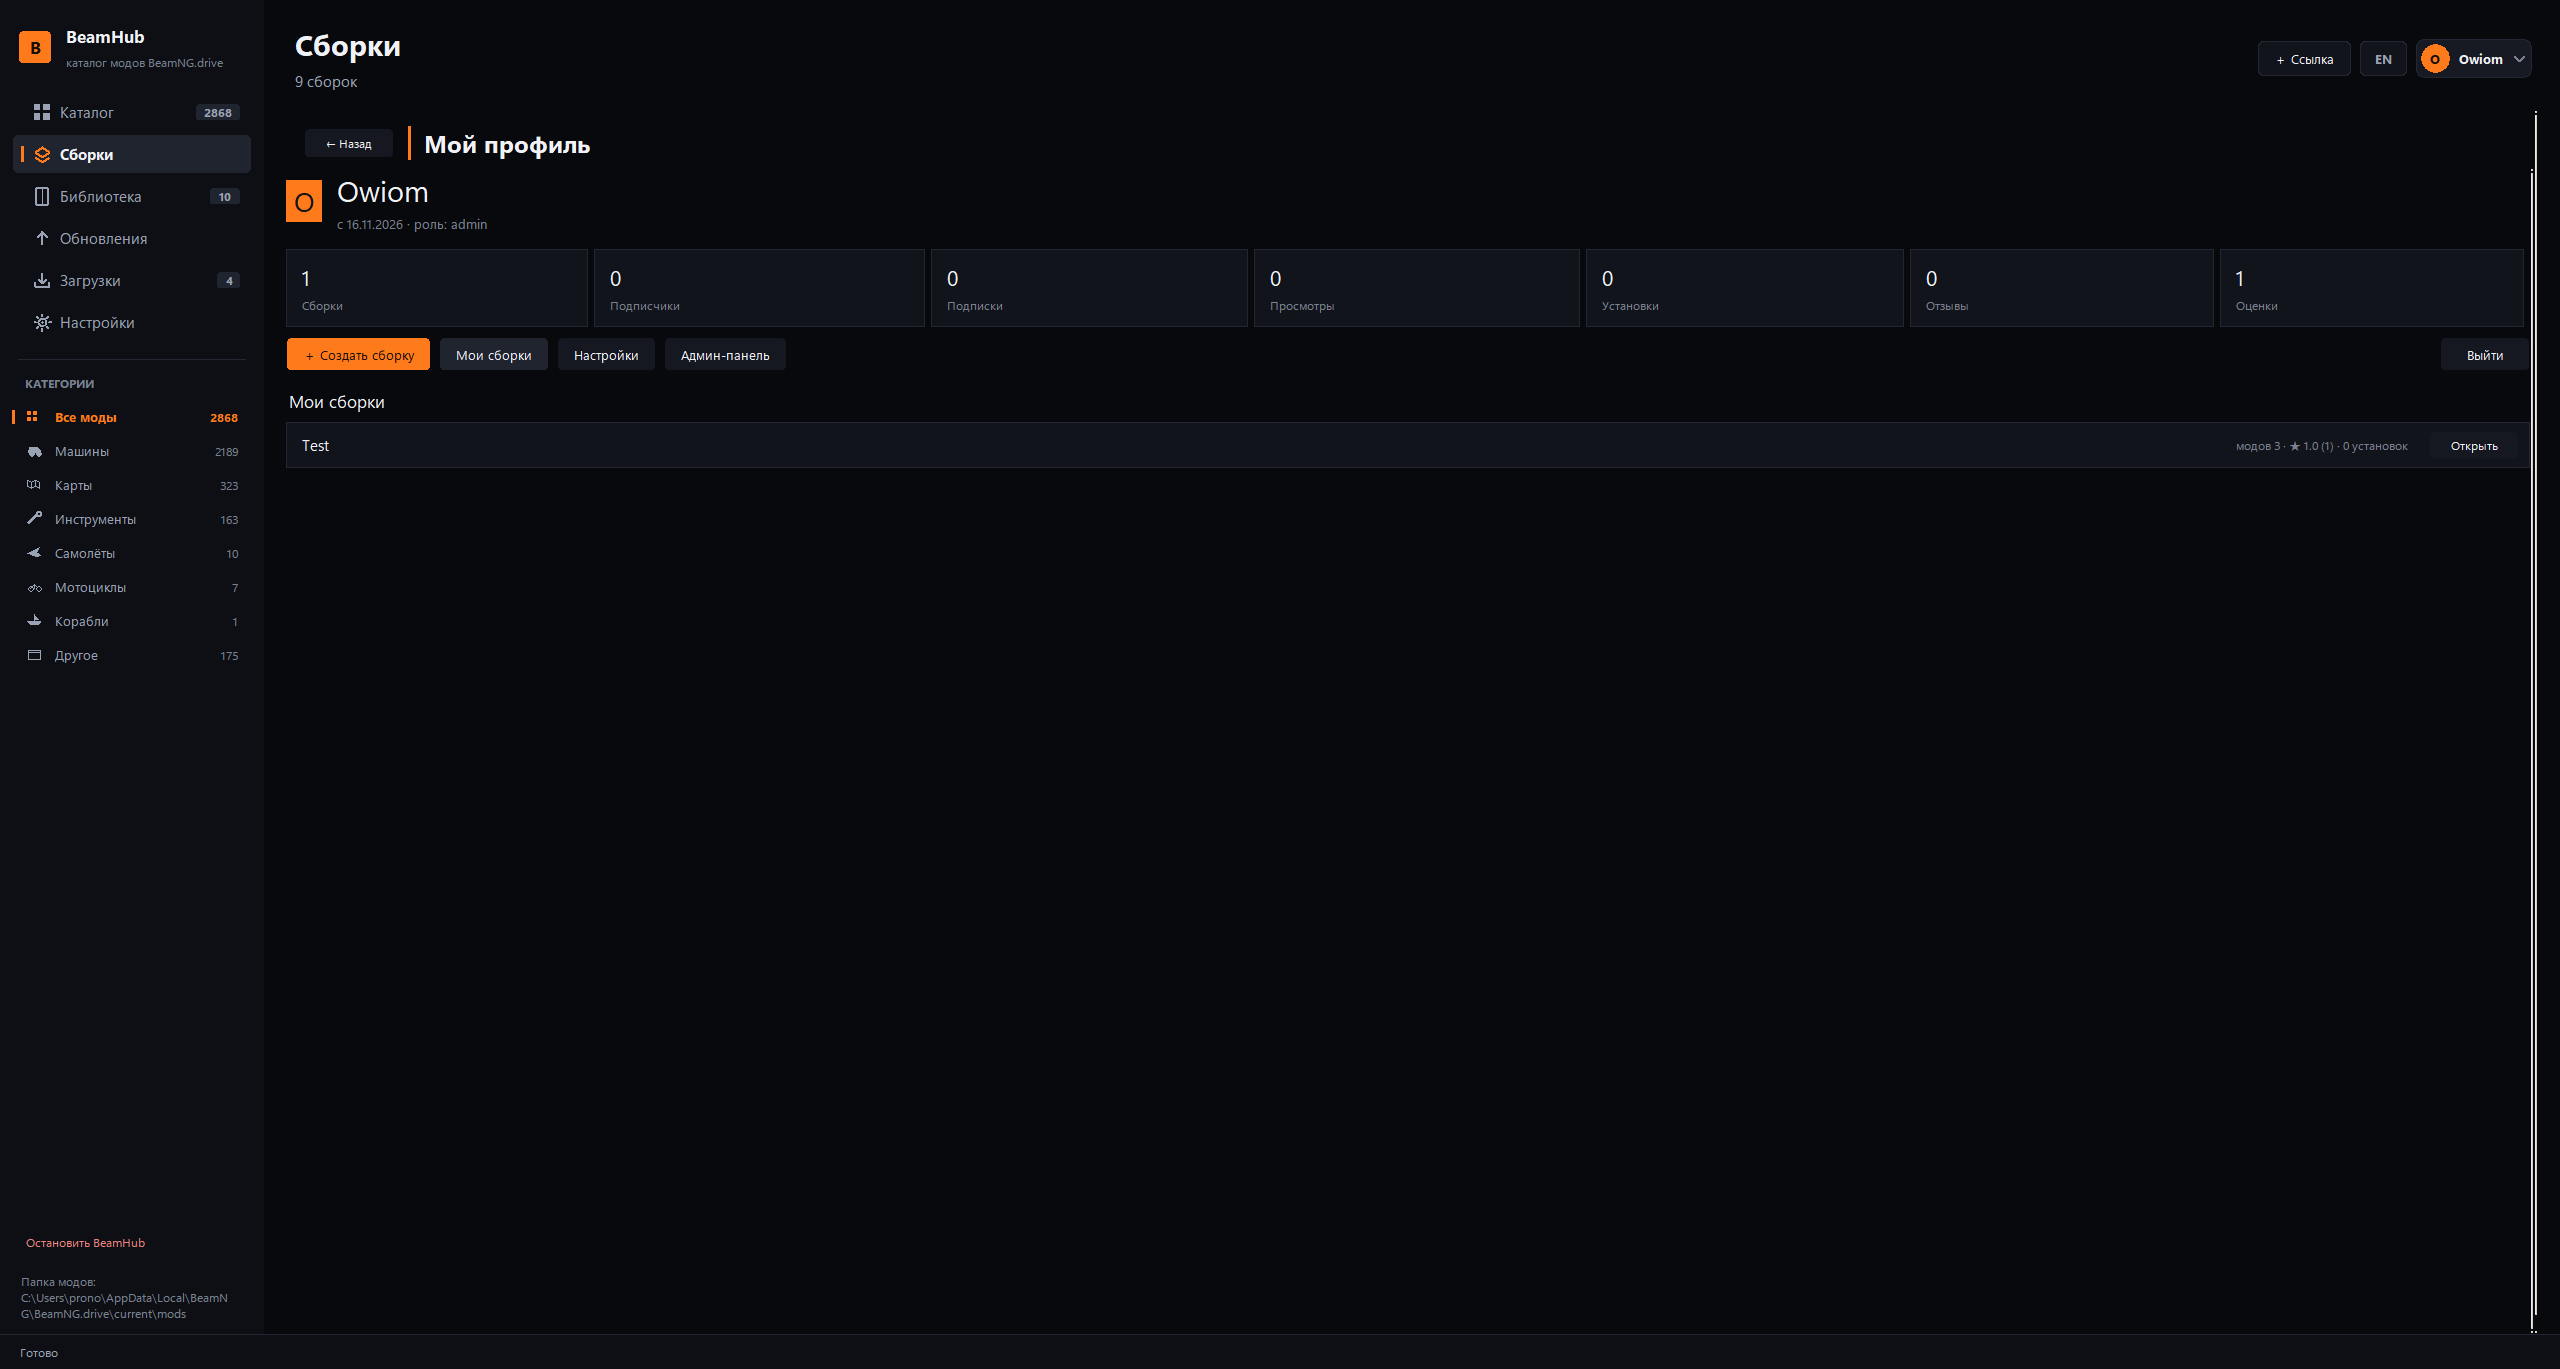 B
BeamHub
каталог модов BeamNG.drive
Каталог 2868
Сборки
Библиотека 10
Обновления
Загрузки 4
Настройки
КАТЕГОРИИ
Все моды 2868
Машины 2189
Карты 323
Инструменты 163
Самолёты 10
Мотоциклы 7
Корабли 1
Другое 175
Остановить BeamHub
Папка модов:
C:\Users\prono\AppData\Local\BeamN
G\BeamNG.drive\current\mods
Готово
Сборки
9 сборок
+ Ссылка EN O Owiom
← Назад Мой профиль
O Owiom
с 16.11.2026 · роль: admin
1 0 0 0 0 0 1
Сборки Подписчики Подписки Просмотры Установки Отзывы Оценки
+ Создать сборку Мои сборки Настройки Админ-панель Выйти
Мои сборки
Test модов 3 · ★ 1.0 (1) · 0 установок Открыть